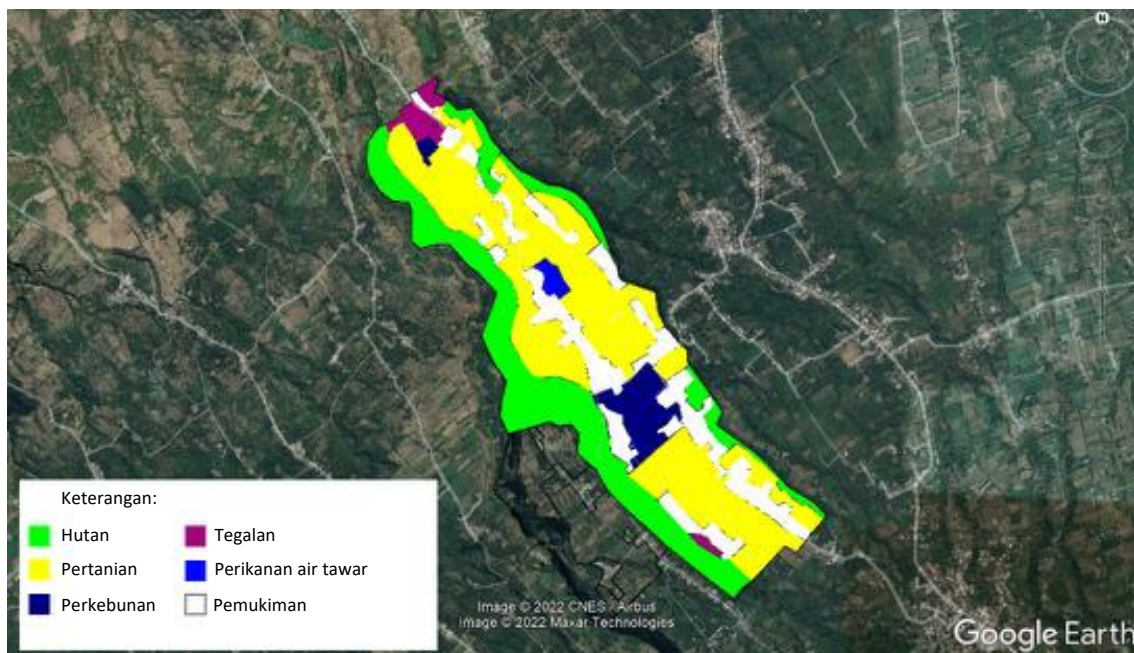 N
Keterangan:
Hutan
Tegalan
Pertanian
Perikanan air tawar
Perkebunan
Pemukiman
Image © 2022 CNES / Airbus
Image © 2022 Maxar Technologies
Google Earth